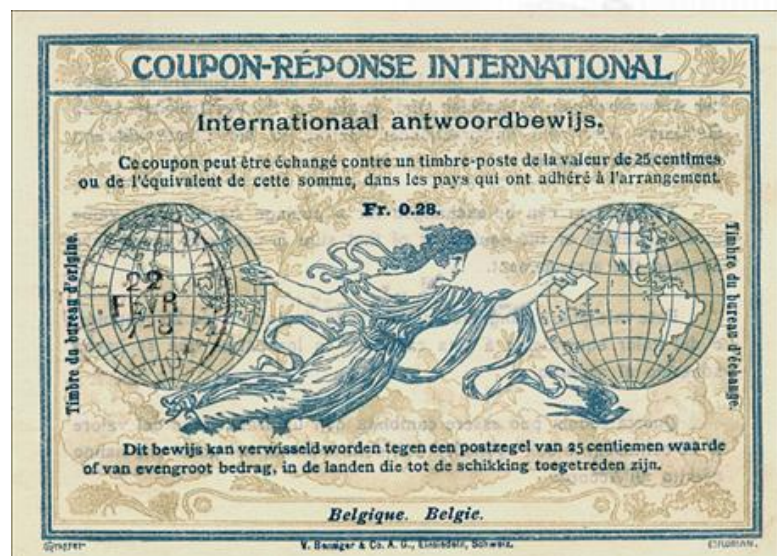 COUPON-RÉPONSE INTERNATIONAL
Internationaal antwoordbewijs.
Ce coupon peut être échangé contre un timbre-poste de la valeur de 25 centimes
ou de l'équivalent de cette somme, dans les pays qui ont adhéré à l'arrangement.
Fr. 0.28.
Timbre du bureau d'origine.
22
FEVR
7-8
Timbre du bureau d'échange.
Dit bewijs kan verwisseld worden tegen een postzegel van 25 centiemen waarde
of van evengroot bedrag, in de landen die tot de schikking toegetreden zijn.
Belgique. Belgie.
V. Benziger & Co. A. G., Einsiedeln, Schweiz.